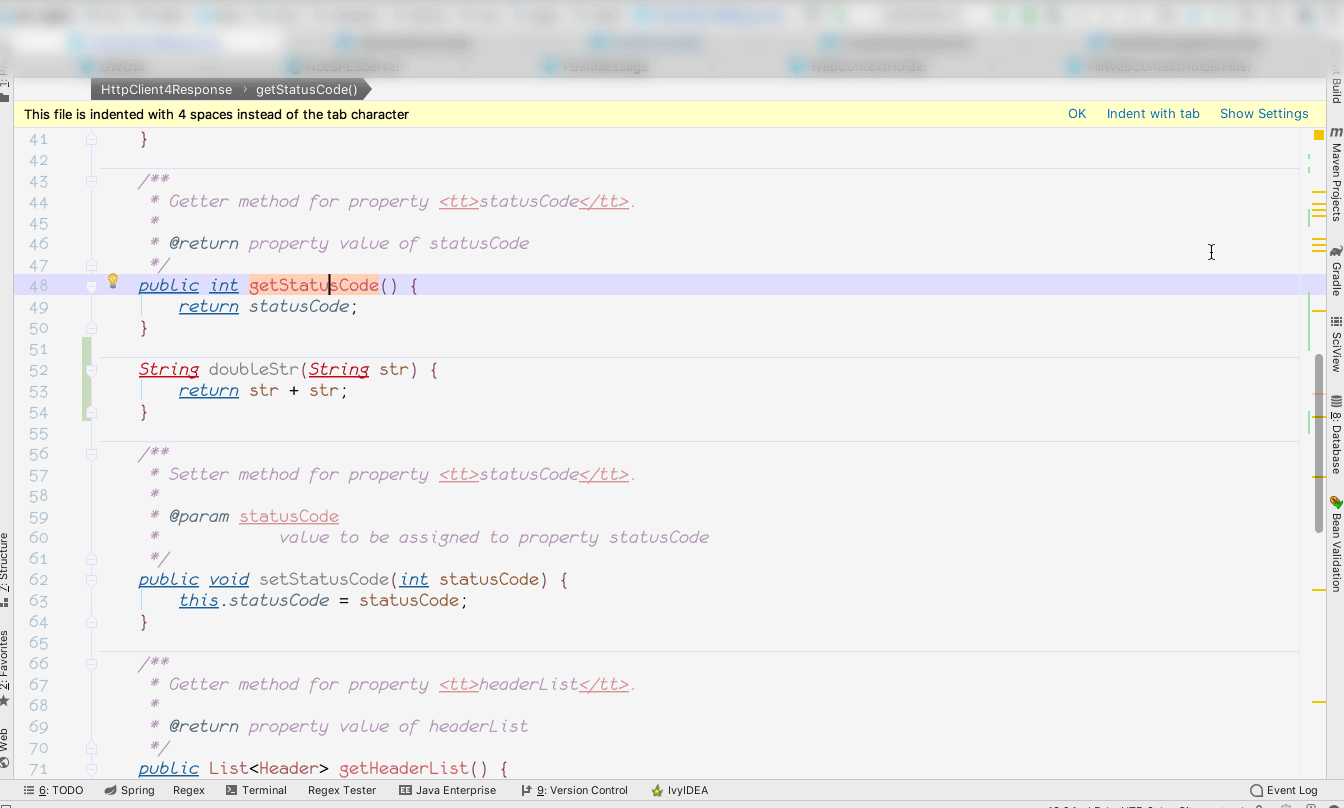 HttpClient4Response › getStatusCode()
This file is indented with 4 spaces instead of the tab character OK Indent with tab Show Settings
41 }
42
43 /**
44 * Getter method for property <tt>statusCode</tt>.
45 *
46 * @return property value of statusCode
47 */
48 public int getStatusCode() {
49 return statusCode;
50 }
51
52 String doubleStr(String str) {
53 return str + str;
54 }
55
56 /**
57 * Setter method for property <tt>statusCode</tt>.
58 *
59 * @param statusCode
60 * value to be assigned to property statusCode
61 */
62 public void setStatusCode(int statusCode) {
63 this.statusCode = statusCode;
64 }
65
66 /**
67 * Getter method for property <tt>headerList</tt>.
68 *
69 * @return property value of headerList
70 */
71 public List<Header> getHeaderList() {
Z: Structure
2: Favorites
Web
Build
Maven Projects
Gradle
SciView
8: Database
Bean Validation
6: TODO Spring Regex Terminal Regex Tester Java Enterprise 9: Version Control IvyIDEA Event Log